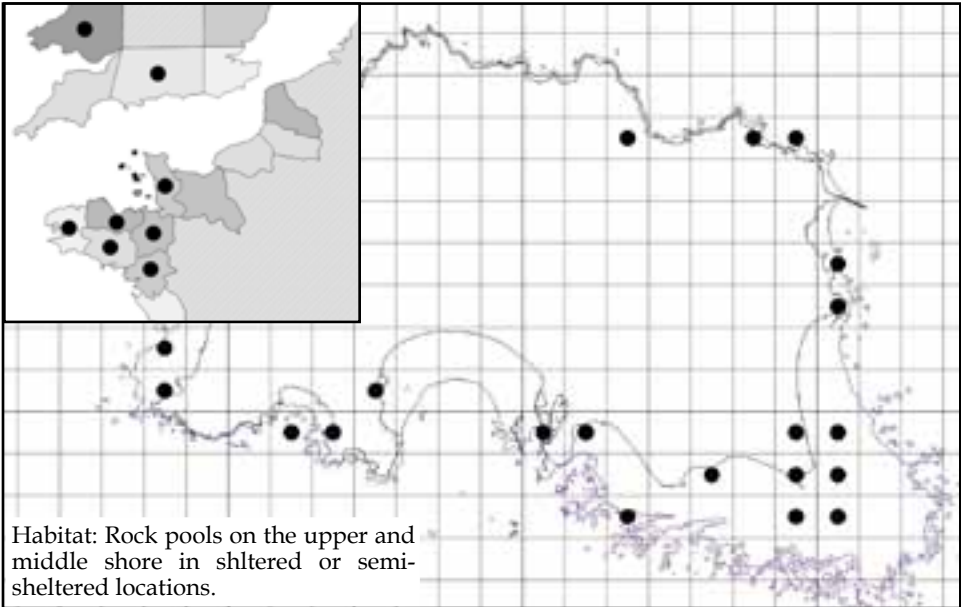 Habitat: Rock pools on the upper and
middle shore in shltered or semi-
sheltered locations.